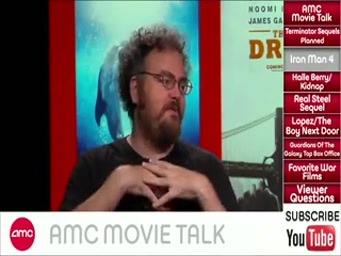 NOOMI
JAMES GA
TH
DR
COMING
AMC
Movie Talk
Terminator Sequels
Planned
Iron Man 4
Halle Berry/
Kidnap
Real Steel
Sequel
Lopez/The
Boy Next Door
Guardians Of The
Galaxy Top Box Office
Favorite War
Films
Viewer
Questions
SUBSCRIBE
YouTube
amc
AMC MOVIE TALK